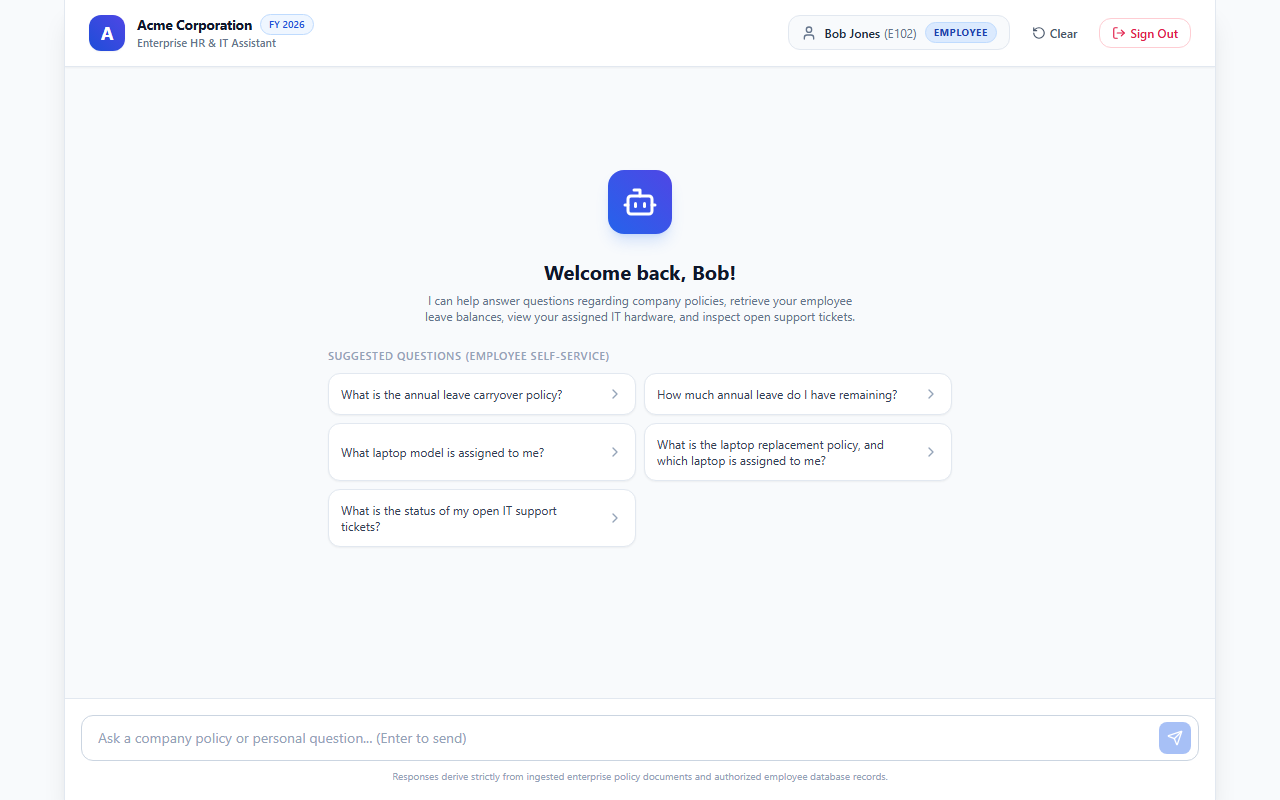 A
Acme Corporation FY 2026
Enterprise HR & IT Assistant
Bob Jones (E102) EMPLOYEE
Clear
Sign Out
Welcome back, Bob!
I can help answer questions regarding company policies, retrieve your employee
leave balances, view your assigned IT hardware, and inspect open support tickets.
SUGGESTED QUESTIONS (EMPLOYEE SELF-SERVICE)
What is the annual leave carryover policy?
How much annual leave do I have remaining?
What laptop model is assigned to me?
What is the laptop replacement policy, and
which laptop is assigned to me?
What is the status of my open IT support
tickets?
Ask a company policy or personal question... (Enter to send)
Responses derive strictly from ingested enterprise policy documents and authorized employee database records.